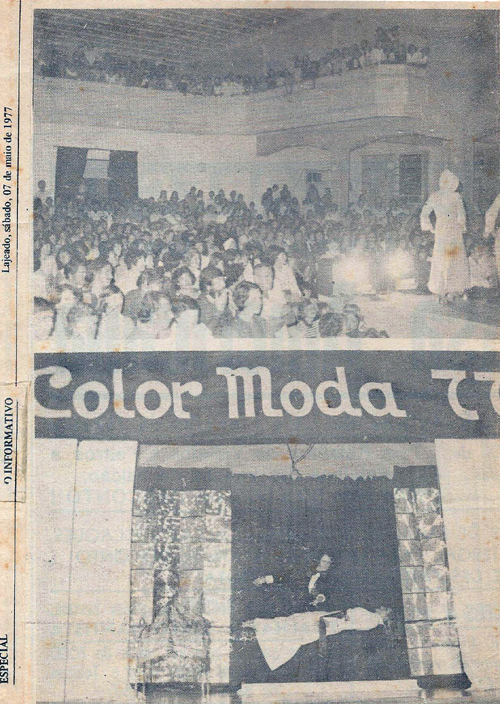 Lajeado, sábado, 07 de maio de 1977
O INFORMATIVO
ESPECIAL
Color Moda 77